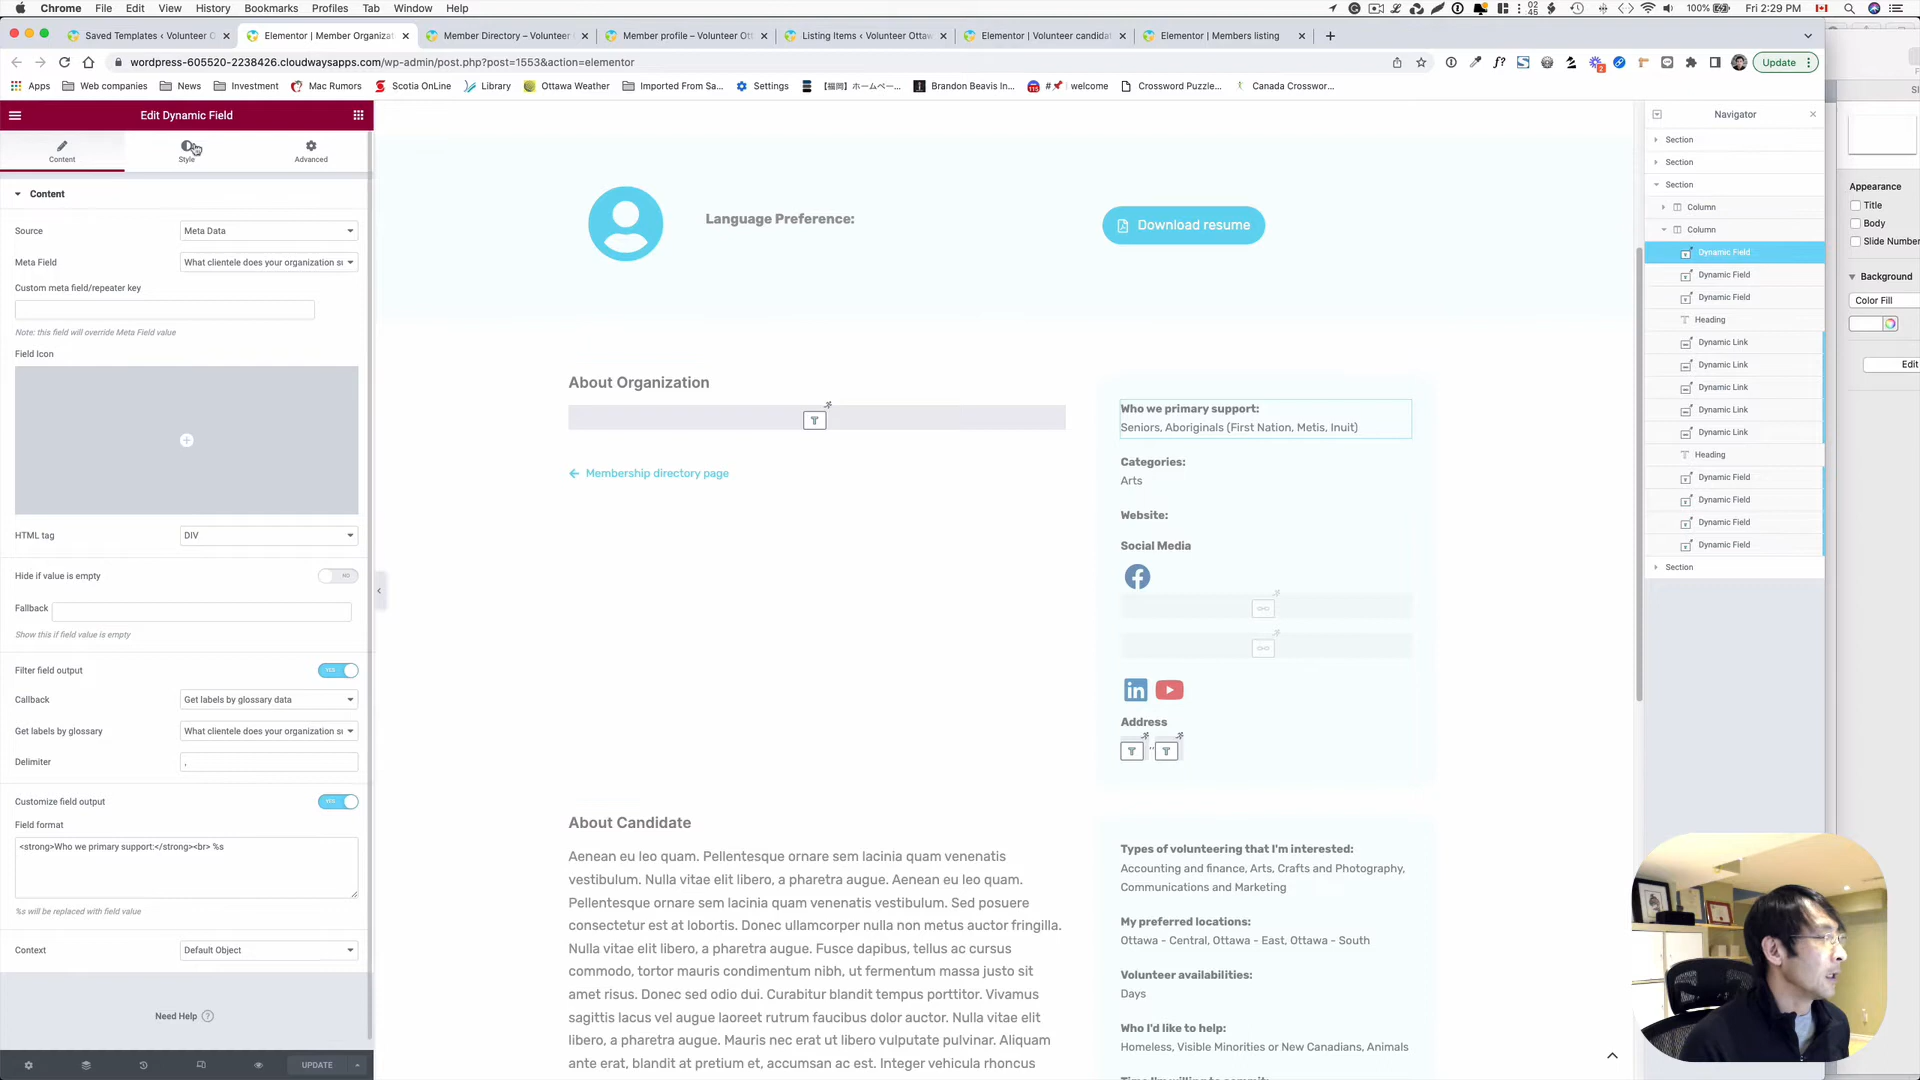 Chrome File Edit View History Bookmarks Profiles Tab Window Help
02 45
100% Fri 2:29 PM
Saved Templates ‹ Volunteer O
Elementor | Member Organizat
Member Directory – Volunteer
Member profile – Volunteer Ott
Listing Items ‹ Volunteer Ottaw
Elementor | Volunteer candidat
Elementor | Members listing
wordpress-605520-2238426.cloudwaysapps.com/wp-admin/post.php?post=1553&action=elementor
Update
Apps Web companies News Investment Mac Rumors Scotia OnLine Library Ottawa Weather Imported From Sa... Settings 【福岡】ホームペー... Brandon Beavis In... #📌 | welcome Crossword Puzzle... Canada Crosswor...
Edit Dynamic Field
Content
Style
Advanced
Content
Source
Meta Data
Meta Field
What clientele does your organization s
Custom meta field/repeater key
Note: this field will override Meta Field value
Field Icon
HTML tag
DIV
Hide if value is empty
NO
Fallback
Show this if field value is empty
Filter field output
YES
Callback
Get labels by glossary data
Get labels by glossary
What clientele does your organization s
Delimiter
,
Customize field output
YES
Field format
<strong>Who we primary support:</strong><br> %s
%s will be replaced with field value
Context
Default Object
Need Help
UPDATE
Language Preference:
Download resume
About Organization
Membership directory page
Who we primary support:
Seniors, Aboriginals (First Nation, Metis, Inuit)
Categories:
Arts
Website:
Social Media
Address
About Candidate
Aenean eu leo quam. Pellentesque ornare sem lacinia quam venenatis
vestibulum. Nulla vitae elit libero, a pharetra augue. Aenean eu leo quam.
Pellentesque ornare sem lacinia quam venenatis vestibulum. Sed posuere
consectetur est at lobortis. Donec ullamcorper nulla non metus auctor fringilla.
Nulla vitae elit libero, a pharetra augue. Fusce dapibus, tellus ac cursus
commodo, tortor mauris condimentum nibh, ut fermentum massa justo sit
amet risus. Donec sed odio dui. Curabitur blandit tempus porttitor. Vivamus
sagittis lacus vel augue laoreet rutrum faucibus dolor auctor. Nulla vitae elit
libero, a pharetra augue. Mauris nec erat ut libero vulputate pulvinar. Aliquam
ante erat, blandit at pretium et, accumsan ac est. Integer vehicula rhoncus
Types of volunteering that I'm interested:
Accounting and finance, Arts, Crafts and Photography,
Communications and Marketing
My preferred locations:
Ottawa - Central, Ottawa - East, Ottawa - South
Volunteer availabilities:
Days
Who I'd like to help:
Homeless, Visible Minorities or New Canadians, Animals
Navigator
Section
Section
Section
Column
Column
Dynamic Field
Dynamic Field
Dynamic Field
Heading
Dynamic Link
Dynamic Link
Dynamic Link
Dynamic Link
Dynamic Link
Heading
Dynamic Field
Dynamic Field
Dynamic Field
Dynamic Field
Section
Appearance
Title
Body
Slide Number
Background
Color Fill
Edit